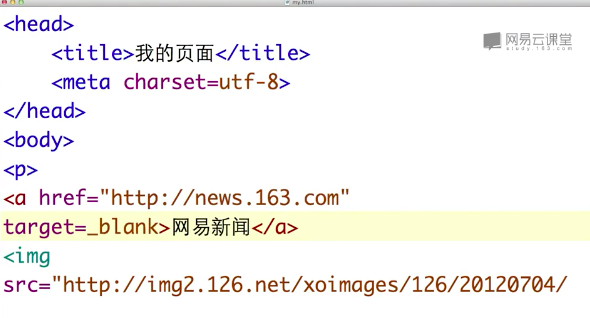 my.html
<head>
<title>我的页面</title>
<meta charset=utf-8>
</head>
<body>
<p>
<a href="http://news.163.com"
target=_blank>网易新闻</a>
<img
src="http://img2.126.net/xoimages/126/20120704/
网易云课堂
study.163.com